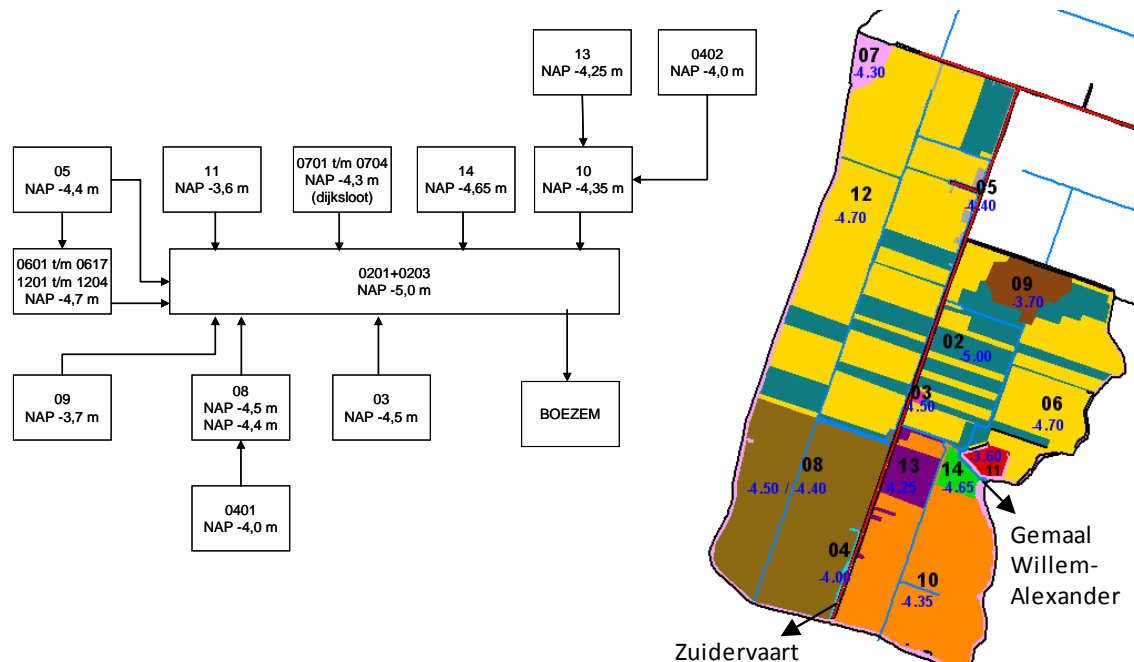 13
NAP -4,25 m
0402
NAP -4,0 m
05
NAP -4,4 m
11
NAP -3,6 m
0701 t/m 0704
NAP -4,3 m
(dijksloot)
14
NAP -4,65 m
10
NAP -4,35 m
0601 t/m 0617
1201 t/m 1204
NAP -4,7 m
0201+0203
NAP -5,0 m
09
NAP -3,7 m
08
NAP -4,5 m
NAP -4,4 m
03
NAP -4,5 m
BOEZEM
0401
NAP -4,0 m
07
-4.30
12
-4.70
05
-4.40
09
-3.70
02
-5.00
03
-4.50
06
-4.70
08
-4.50 / -4.40
13
-4.25
14
-4.65
-3.60
11
04
-4.00
10
-4.35
Gemaal
Willem-
Alexander
Zuidervaart